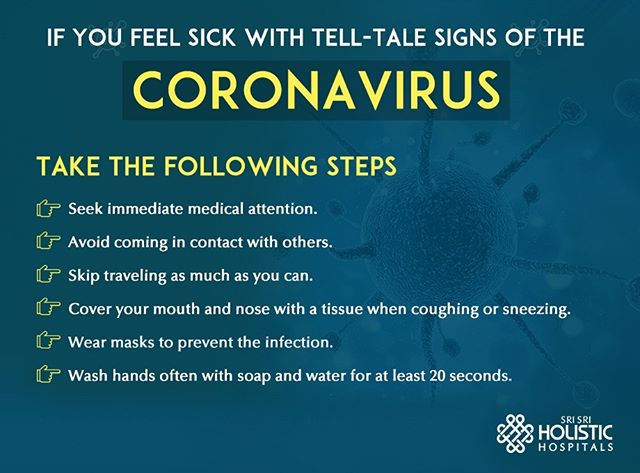 IF YOU FEEL SICK WITH TELL-TALE SIGNS OF THE
CORONAVIRUS
TAKE THE FOLLOWING STEPS
Seek immediate medical attention.
Avoid coming in contact with others.
Skip traveling as much as you can.
Cover your mouth and nose with a tissue when coughing or sneezing.
Wear masks to prevent the infection.
Wash hands often with soap and water for at least 20 seconds.
SRI SRI
HOLISTIC
HOSPITALS